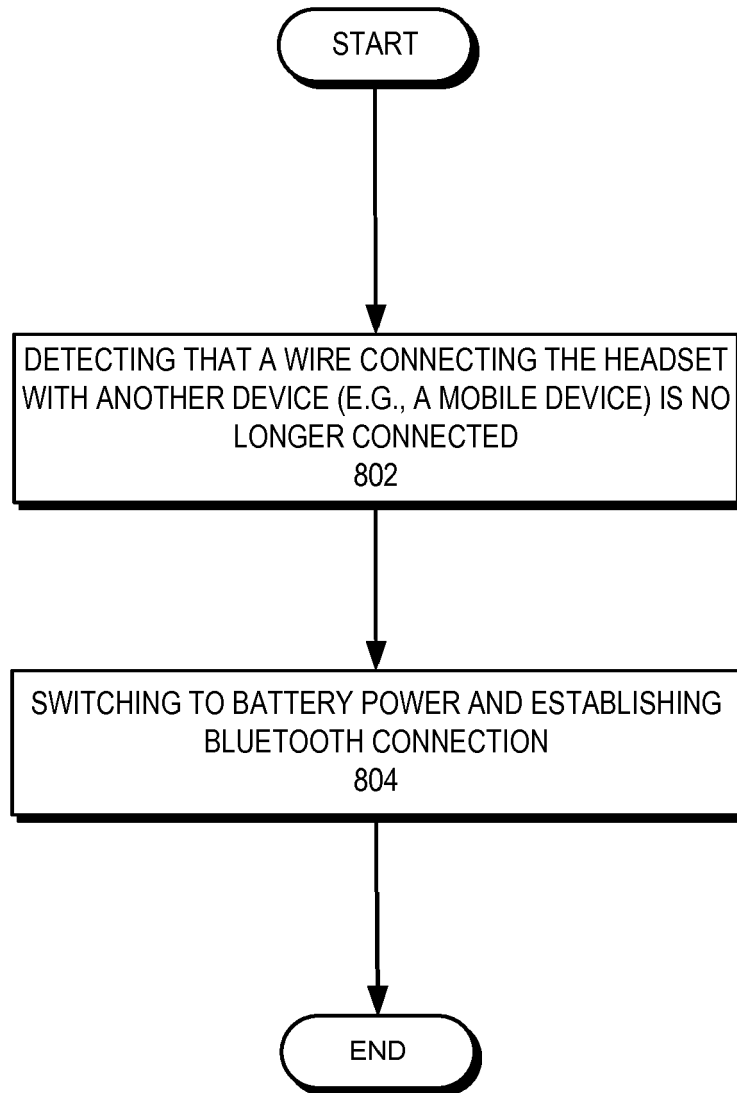 START
DETECTING THAT A WIRE CONNECTING THE HEADSET
WITH ANOTHER DEVICE (E.G., A MOBILE DEVICE) IS NO
LONGER CONNECTED
802
SWITCHING TO BATTERY POWER AND ESTABLISHING
BLUETOOTH CONNECTION
804
END